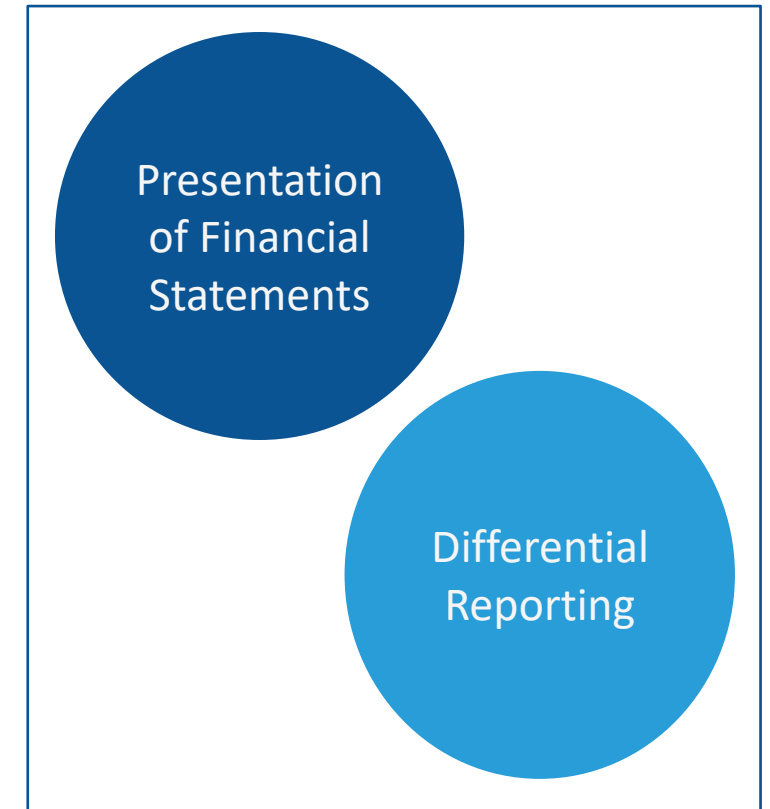 Presentation
of Financial
Statements
Differential
Reporting